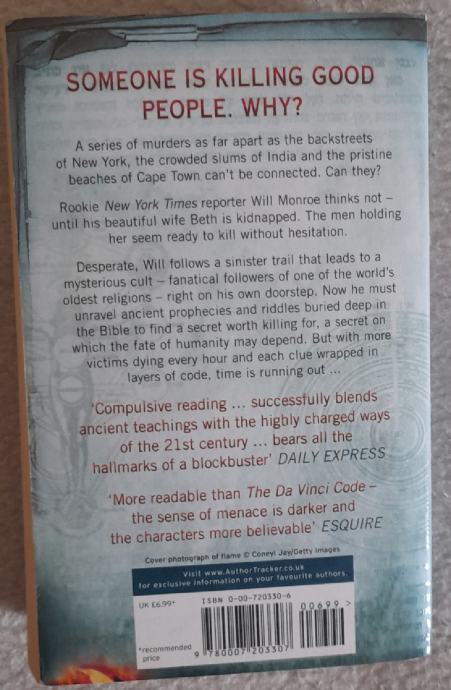 SOMEONE IS KILLING GOOD
PEOPLE. WHY?
A series of murders as far apart as the backstreets
of New York, the crowded slums of India and the pristine
beaches of Cape Town can't be connected. Can they?
Rookie New York Times reporter Will Monroe thinks not –
until his beautiful wife Beth is kidnapped. The men holding
her seem ready to kill without hesitation.
Desperate, Will follows a sinister trail that leads to a
mysterious cult – fanatical followers of one of the world's
oldest religions – right on his own doorstep. Now he must
unravel ancient prophecies and riddles buried deep in
the Bible to find a secret worth killing for, a secret on
which the fate of humanity may depend. But with more
victims dying every hour and each clue wrapped in
layers of code, time is running out ...
'Compulsive reading ... successfully blends
ancient teachings with the highly charged ways
of the 21st century ... bears all the
hallmarks of a blockbuster' DAILY EXPRESS
'More readable than The Da Vinci Code –
the sense of menace is darker and
the characters more believable' ESQUIRE
Cover photograph of flame © Coneyl Jay/Getty Images
Visit www.AuthorTracker.co.uk
for exclusive information on your favourite authors.
UK £6.99*
ISBN 0-00-720330-6
00699 >
*recommended
price
9 780007 203307